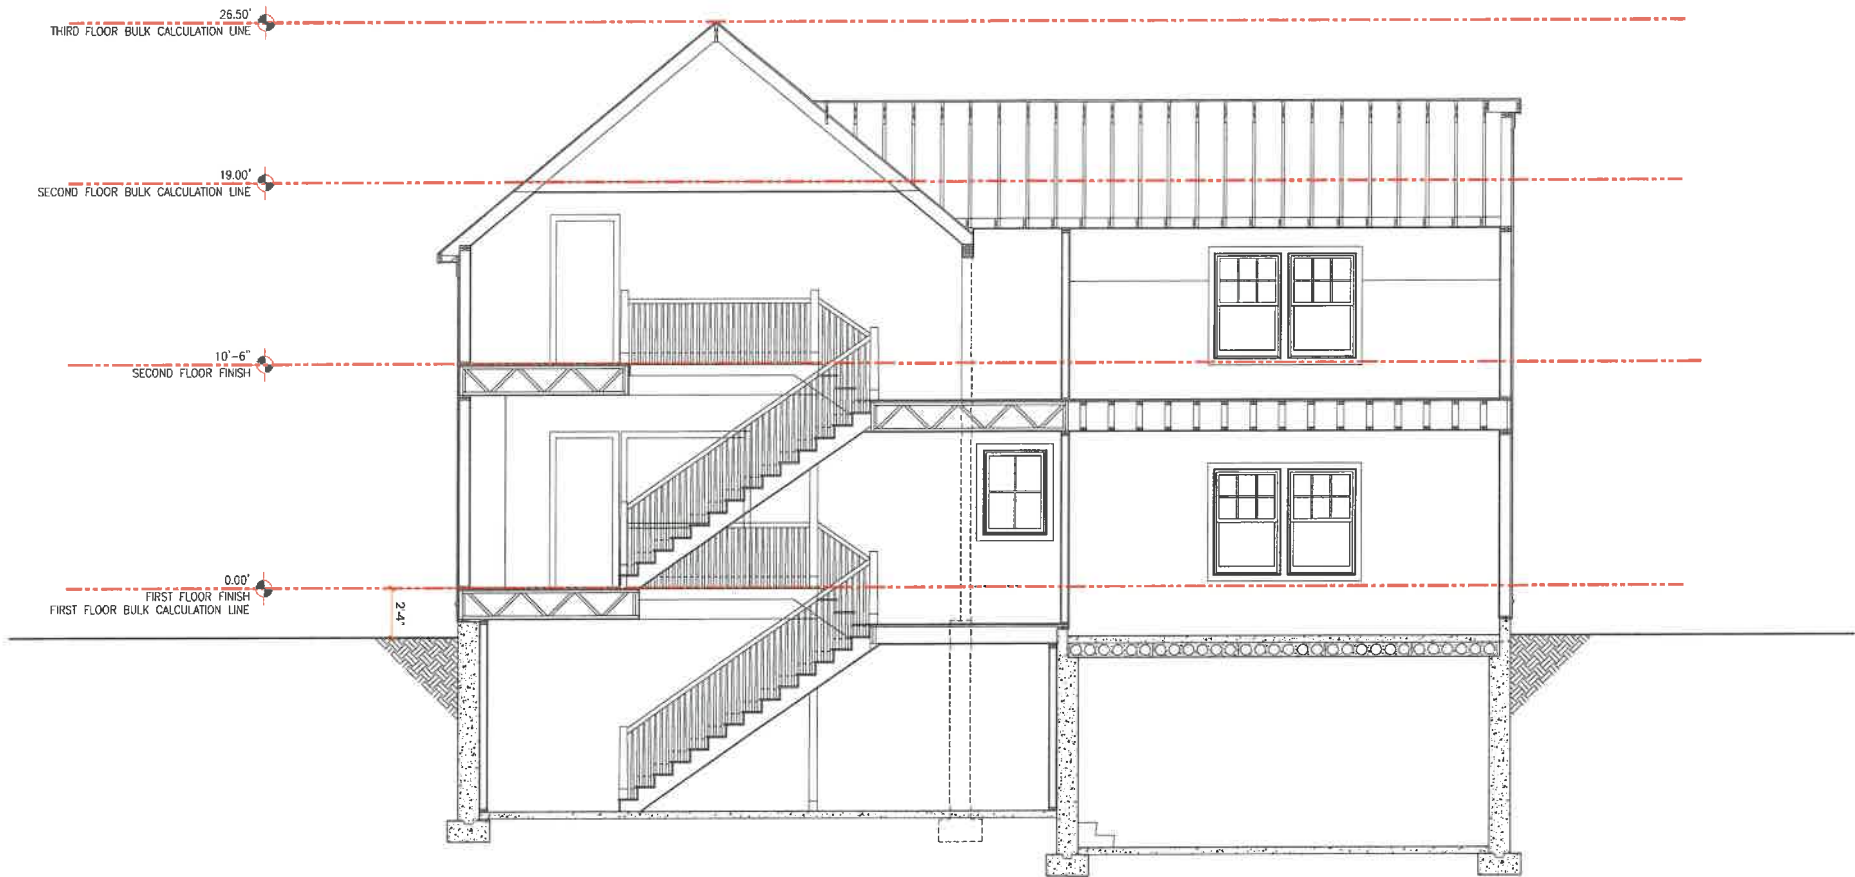 26.50'
THIRD FLOOR BULK CALCULATION LINE
19.00'
SECOND FLOOR BULK CALCULATION LINE
10'-6"
SECOND FLOOR FINISH
0.00'
FIRST FLOOR FINISH
FIRST FLOOR BULK CALCULATION LINE
2'4"